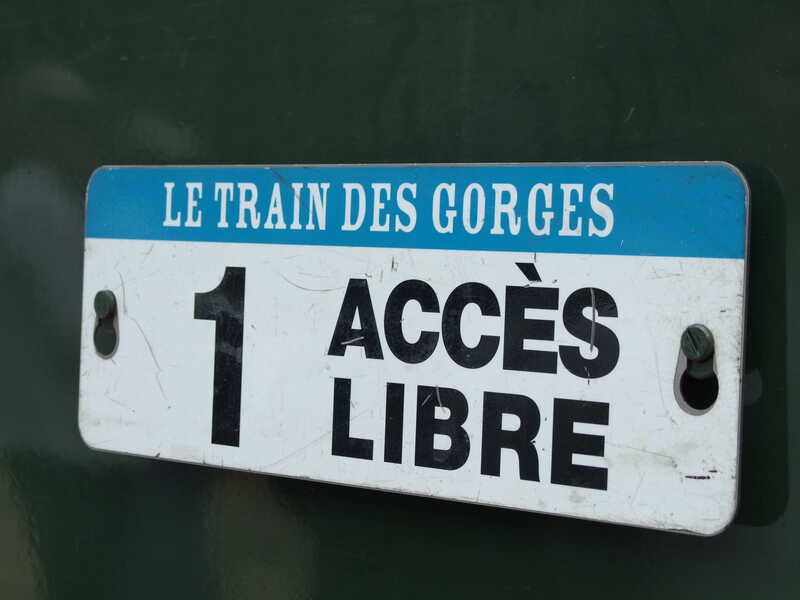 LE TRAIN DES GORGES
1 ACCÈS
LIBRE